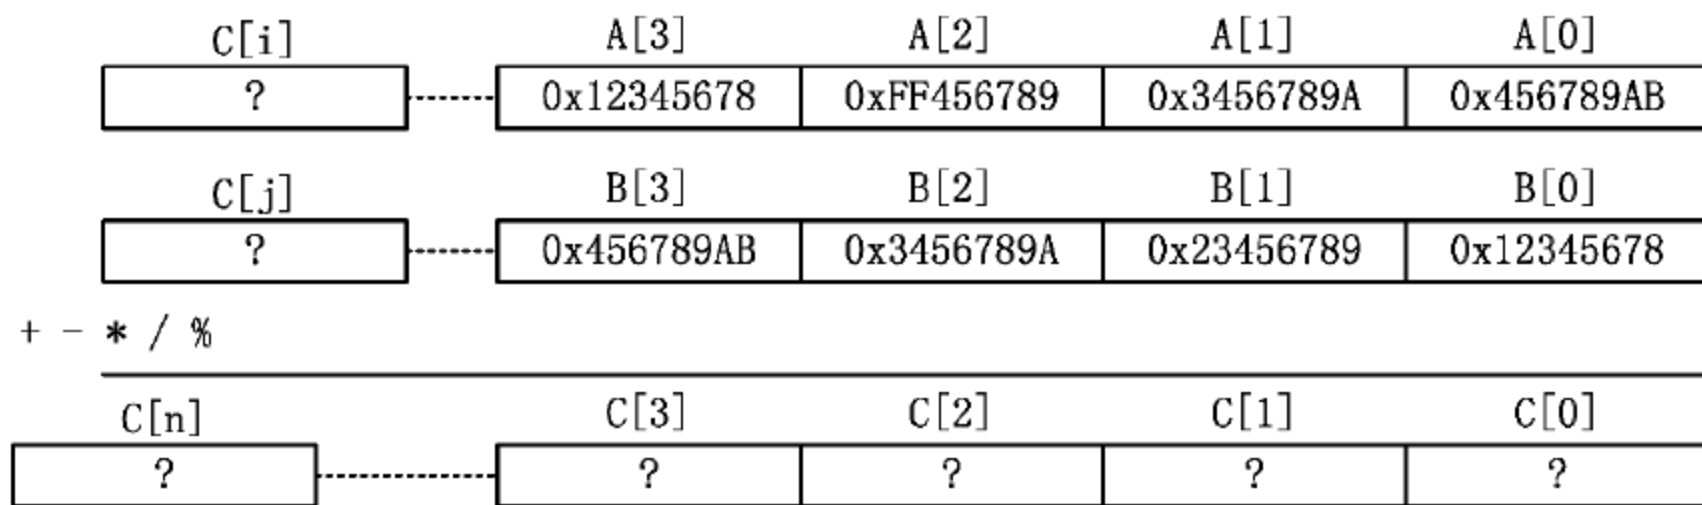 C[i] A[3] A[2] A[1] A[0]
? 0x12345678 0xFF456789 0x3456789A 0x456789AB
C[j] B[3] B[2] B[1] B[0]
? 0x456789AB 0x3456789A 0x23456789 0x12345678
+ - * / %
C[n] C[3] C[2] C[1] C[0]
? ? ? ? ?